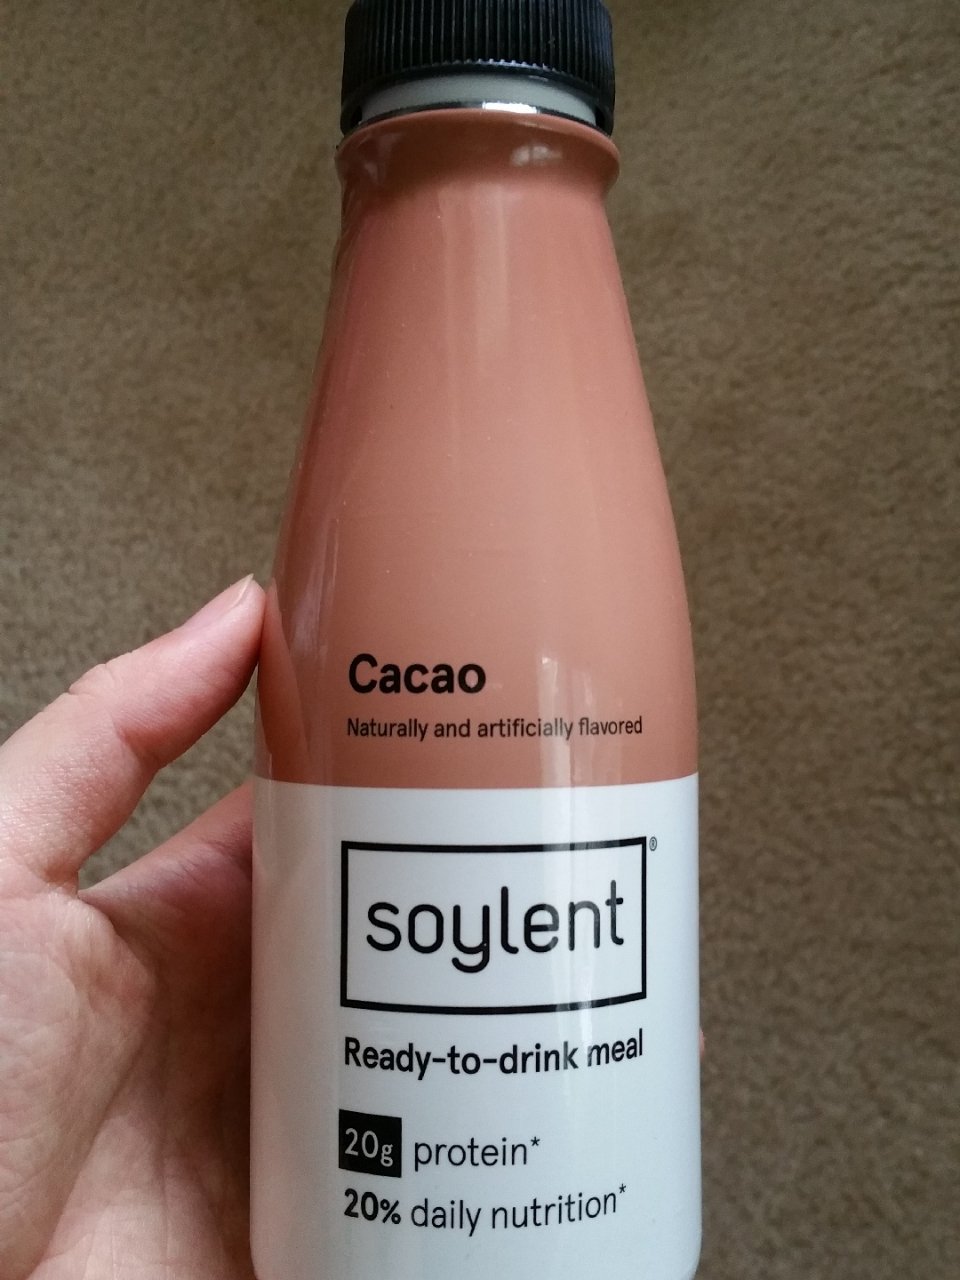 Cacao
Naturally and artificially flavored
soylent®
Ready-to-drink meal
20g protein*
20% daily nutrition*